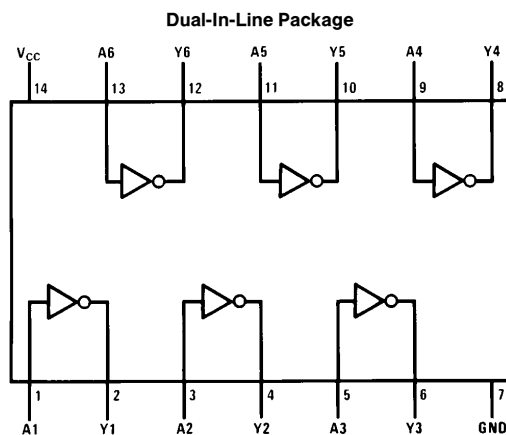 Dual-In-Line Package
VCC A6 Y6 A5 Y5 A4 Y4
14 13 12 11 10 9 8
1 2 3 4 5 6 7
A1 Y1 A2 Y2 A3 Y3 GND